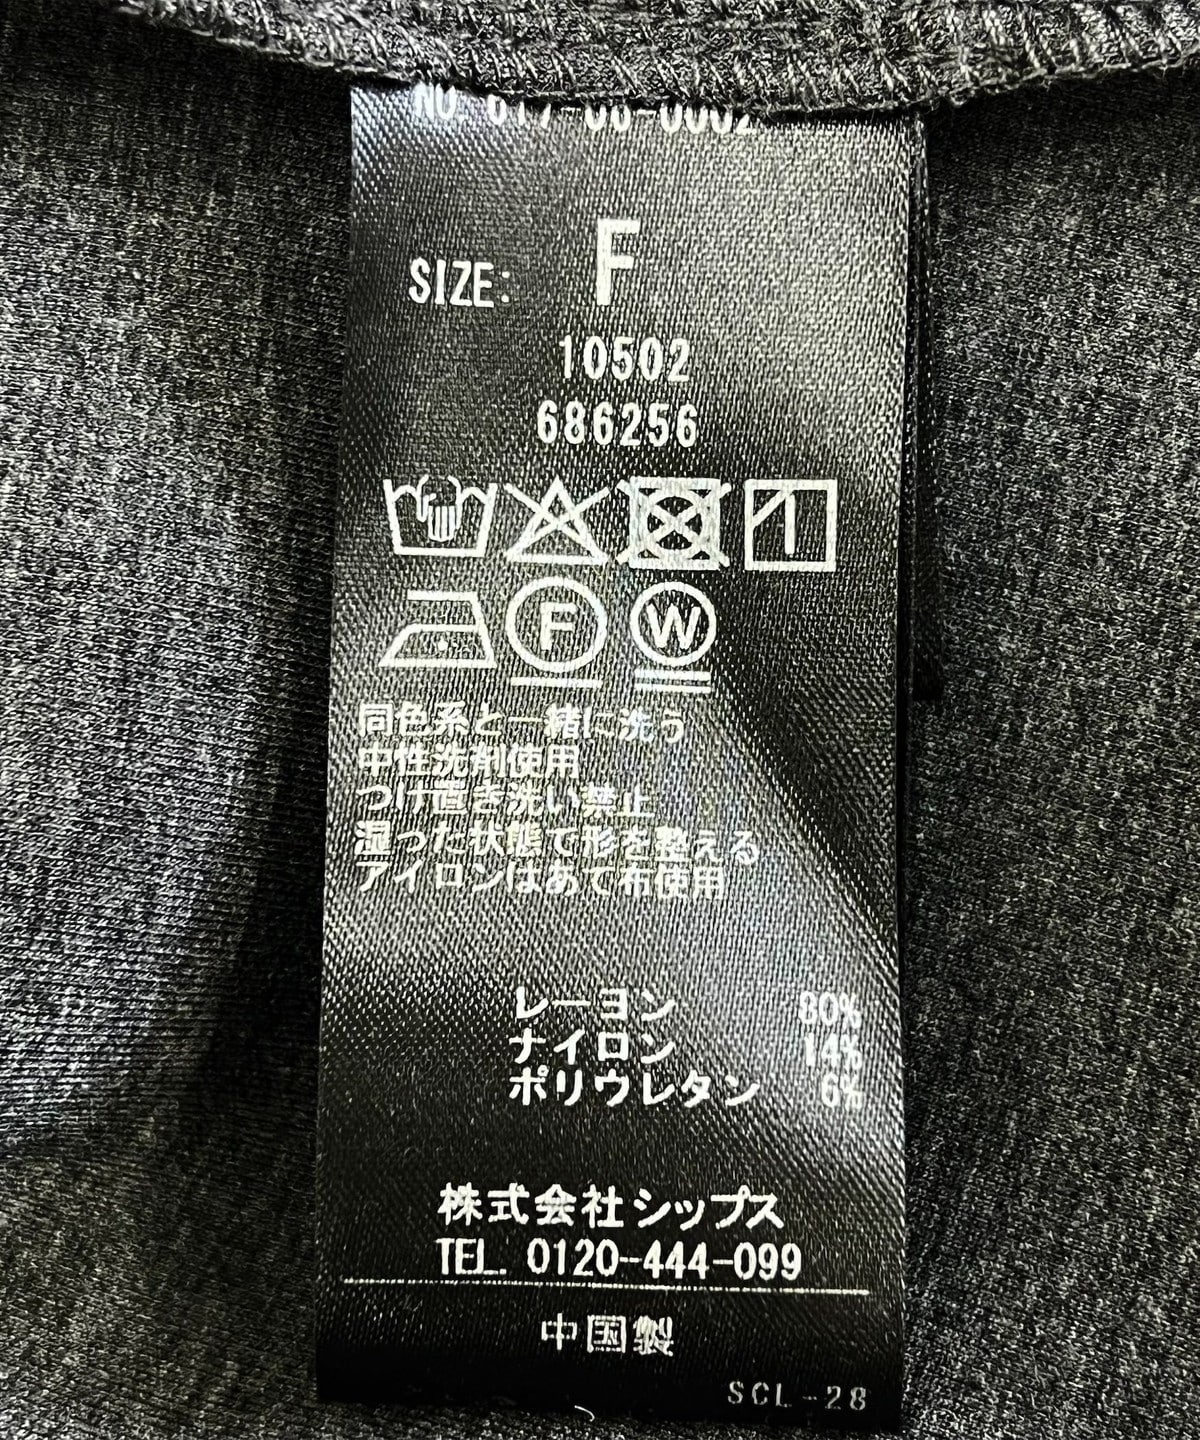 SIZE: F
10502
686256
F W
同色系と一緒に洗う
中性洗剤使用
つけ置き洗い禁止
湿った状態で形を整える
アイロンはあて布使用
レーヨン 80%
ナイロン 14%
ポリウレタン 6%
株式会社シップス
TEL. 0120-444-099
中国製
SCL-28